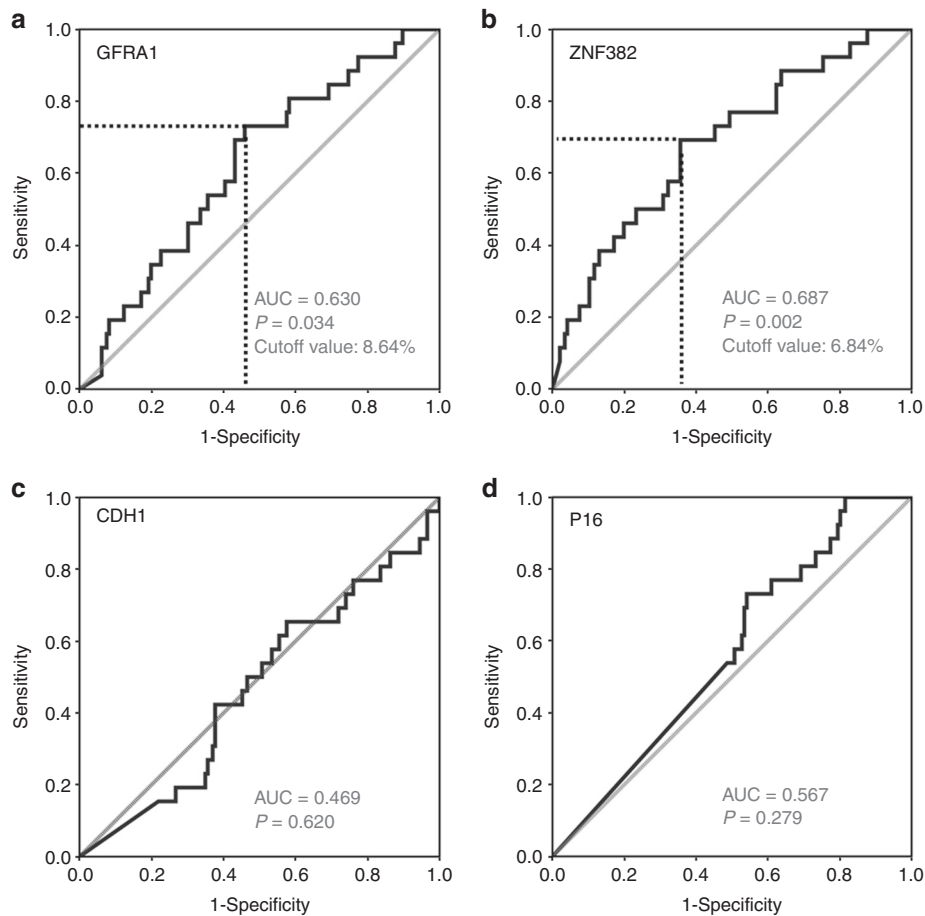 a
GFRA1
1.0
0.8
0.6
0.4
0.2
0.0
Sensitivity
AUC = 0.630
P = 0.034
Cutoff value: 8.64%
0.0 0.2 0.4 0.6 0.8 1.0
1-Specificity
b
ZNF382
1.0
0.8
0.6
0.4
0.2
0.0
Sensitivity
AUC = 0.687
P = 0.002
Cutoff value: 6.84%
0.0 0.2 0.4 0.6 0.8 1.0
1-Specificity
c
CDH1
1.0
0.8
0.6
0.4
0.2
0.0
Sensitivity
AUC = 0.469
P = 0.620
0.0 0.2 0.4 0.6 0.8 1.0
1-Specificity
d
P16
1.0
0.8
0.6
0.4
0.2
0.0
Sensitivity
AUC = 0.567
P = 0.279
0.0 0.2 0.4 0.6 0.8 1.0
1-Specificity